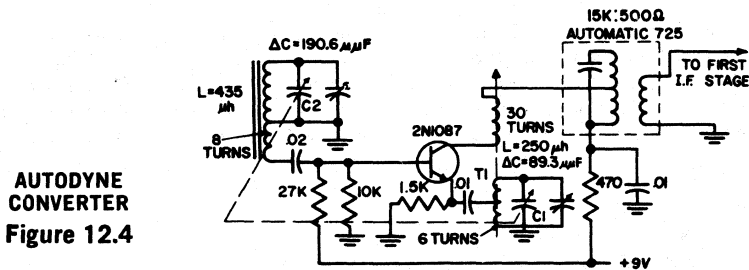 15K:500Ω
AUTOMATIC 725
ΔC=190.6μμF
TO FIRST
I.F. STAGE
L=435
μh
C2
30
TURNS
8
TURNS
.02
2N1087
L=250μh
ΔC=89.3μμF
AUTODYNE
CONVERTER
Figure 12.4
27K
10K
1.5K
.01
T1
C1
470
.01
6 TURNS
+9V